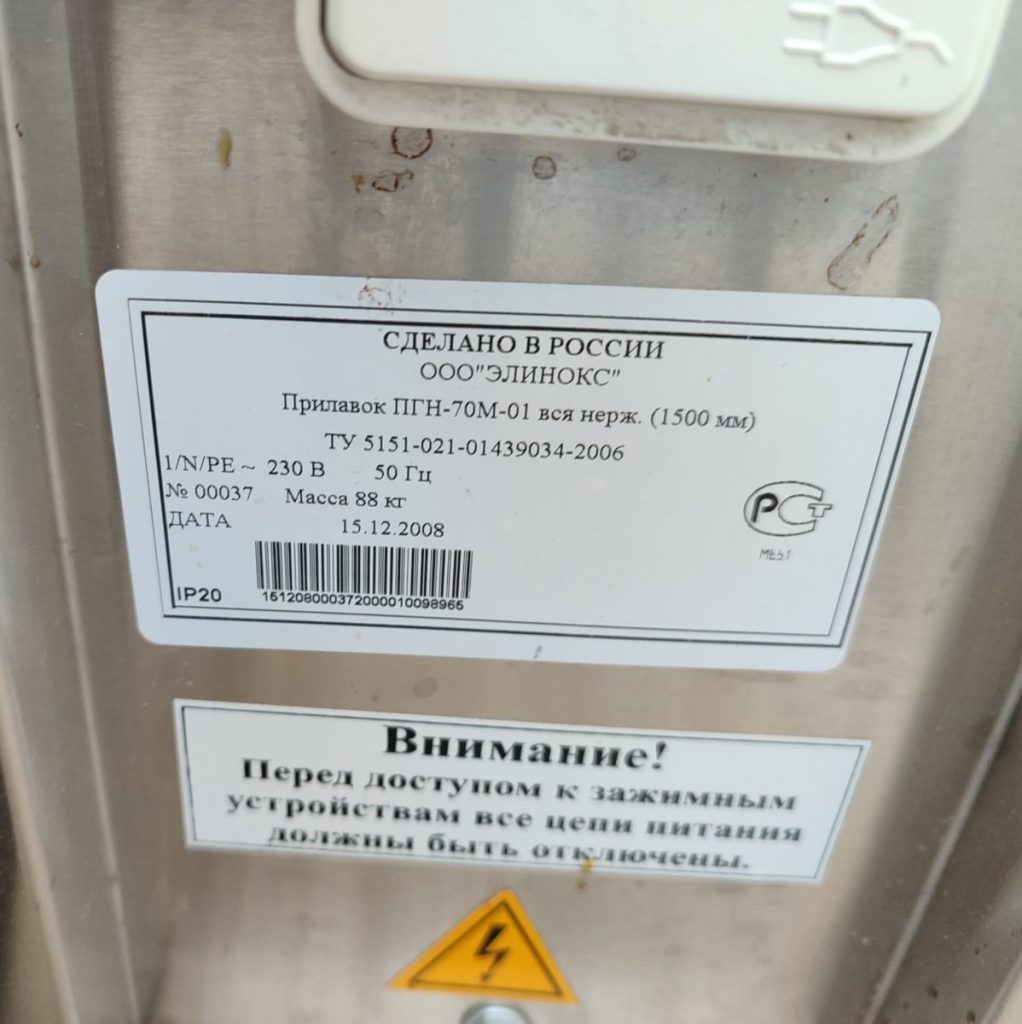 СДЕЛАНО В РОССИИ
ООО"ЭЛИНОКС"
Прилавок ПГН-70М-01 вся нерж. (1500 мм)
ТУ 5151-021-01439034-2006
1/N/PE ~ 230 В 50 Гц
№ 00037 Масса 88 кг
ДАТА 15.12.2008
РСТ
IP20
151208000372000010098965
Внимание!
Перед доступом к зажимным
устройствам все цепи питания
должны быть отключены.